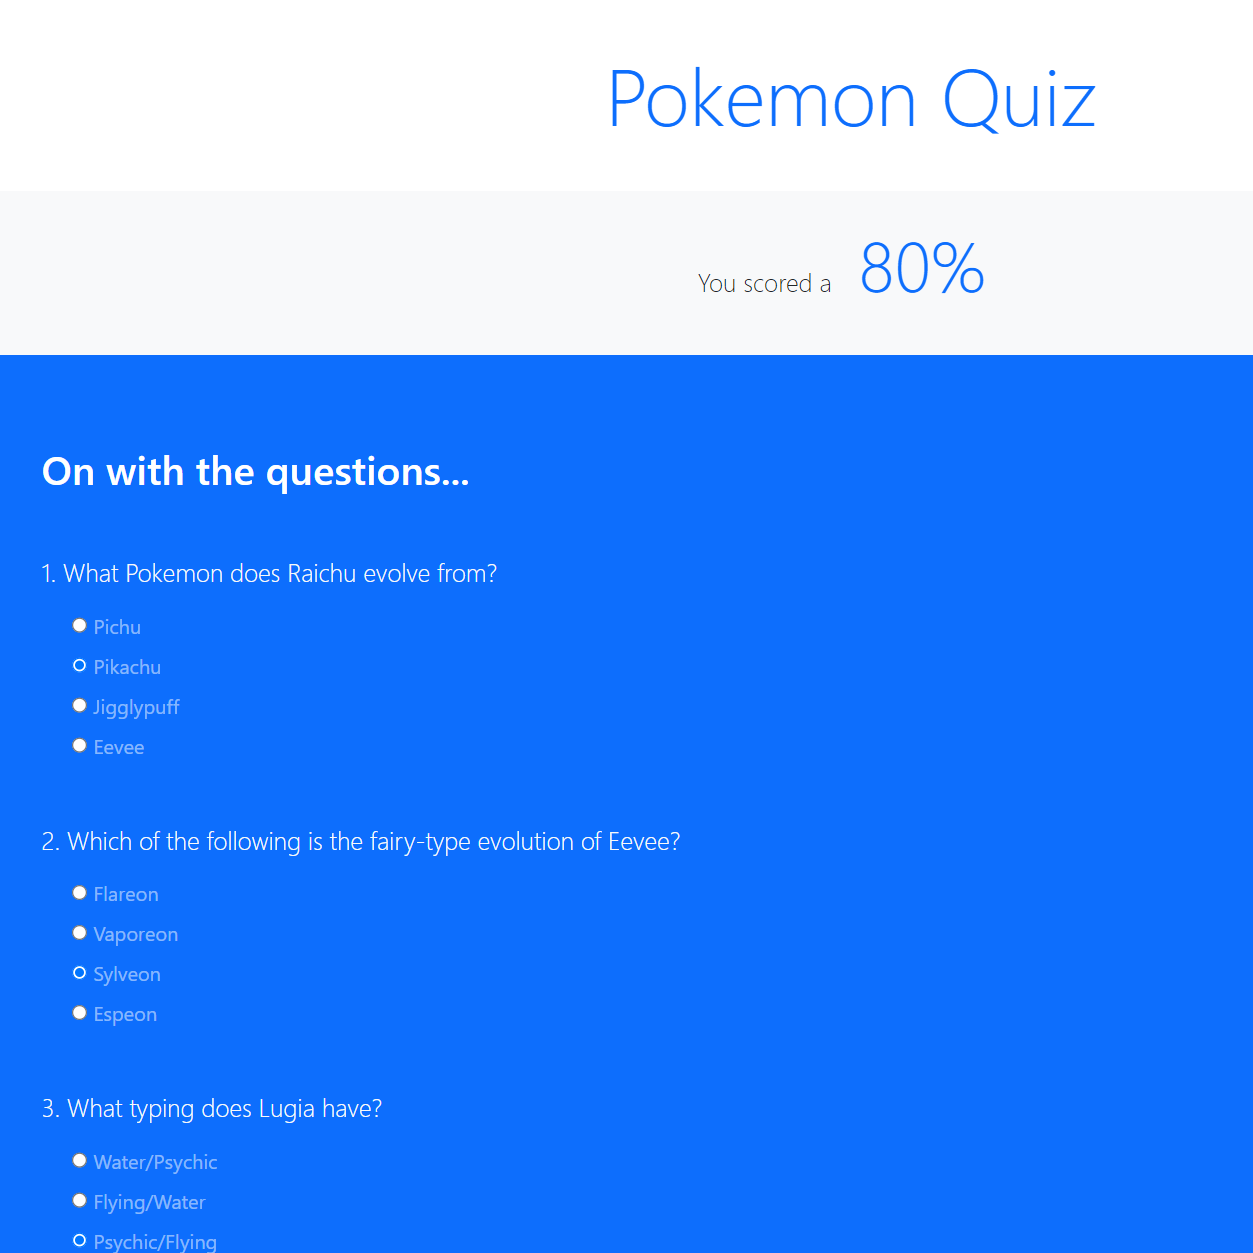 Pokemon Quiz
You scored a 80%
On with the questions...
1. What Pokemon does Raichu evolve from?
Pichu
Pikachu
Jigglypuff
Eevee
2. Which of the following is the fairy-type evolution of Eevee?
Flareon
Vaporeon
Sylveon
Espeon
3. What typing does Lugia have?
Water/Psychic
Flying/Water
Psychic/Flying